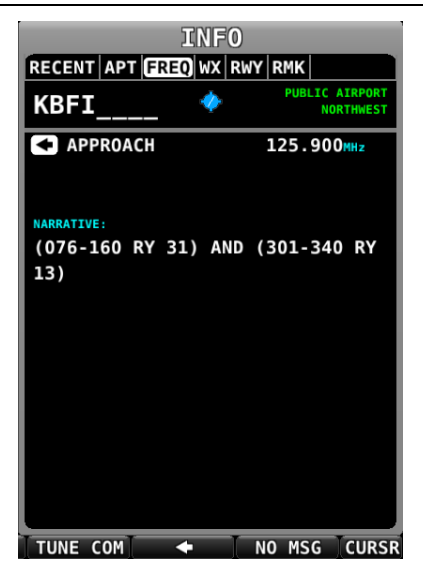 INFO
RECENT APT FREQ WX RWY RMK
KBFI____ PUBLIC AIRPORT
NORTHWEST
APPROACH 125.900MHz
NARRATIVE:
(076-160 RY 31) AND (301-340 RY
13)
TUNE COM NO MSG CURSR